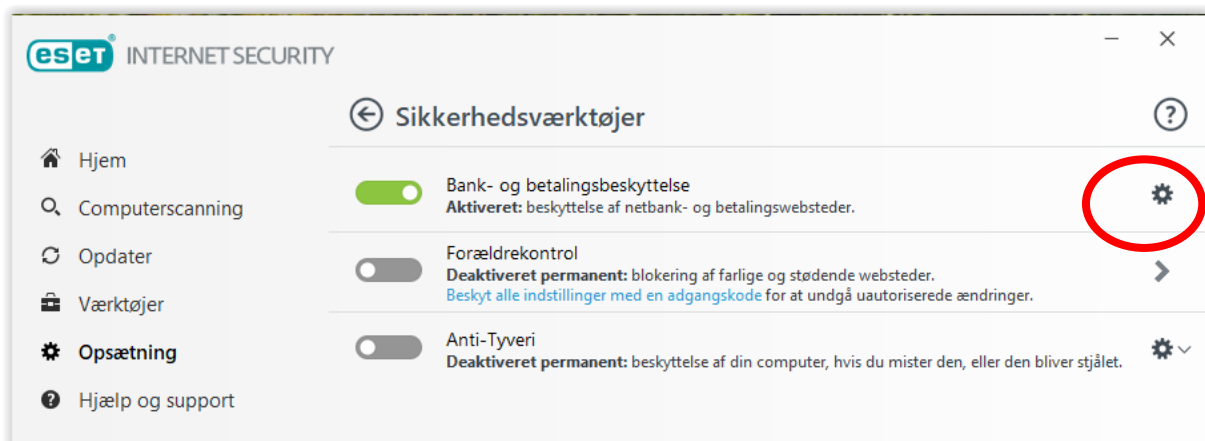 eset® INTERNET SECURITY
Sikkerhedsværktøjer
Hjem
Computerscanning
Opdater
Værktøjer
Opsætning
Hjælp og support
Bank- og betalingsbeskyttelse
Aktiveret: beskyttelse af netbank- og betalingswebsteder.
Forældrekontrol
Deaktiveret permanent: blokering af farlige og stødende websteder.
Beskyt alle indstillinger med en adgangskode for at undgå uautoriserede ændringer.
Anti-Tyveri
Deaktiveret permanent: beskyttelse af din computer, hvis du mister den, eller den bliver stjålet.